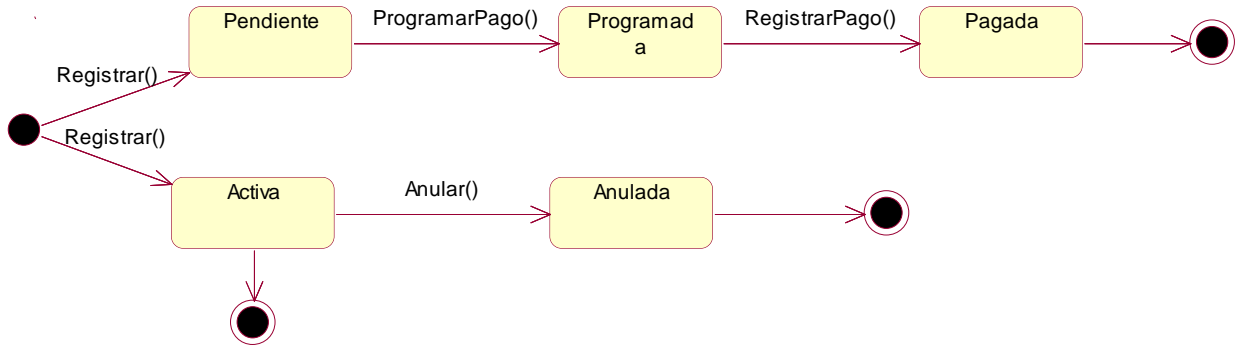 Pendiente
ProgramarPago()
Programad
a
RegistrarPago()
Pagada
Registrar()
Registrar()
Activa
Anular()
Anulada